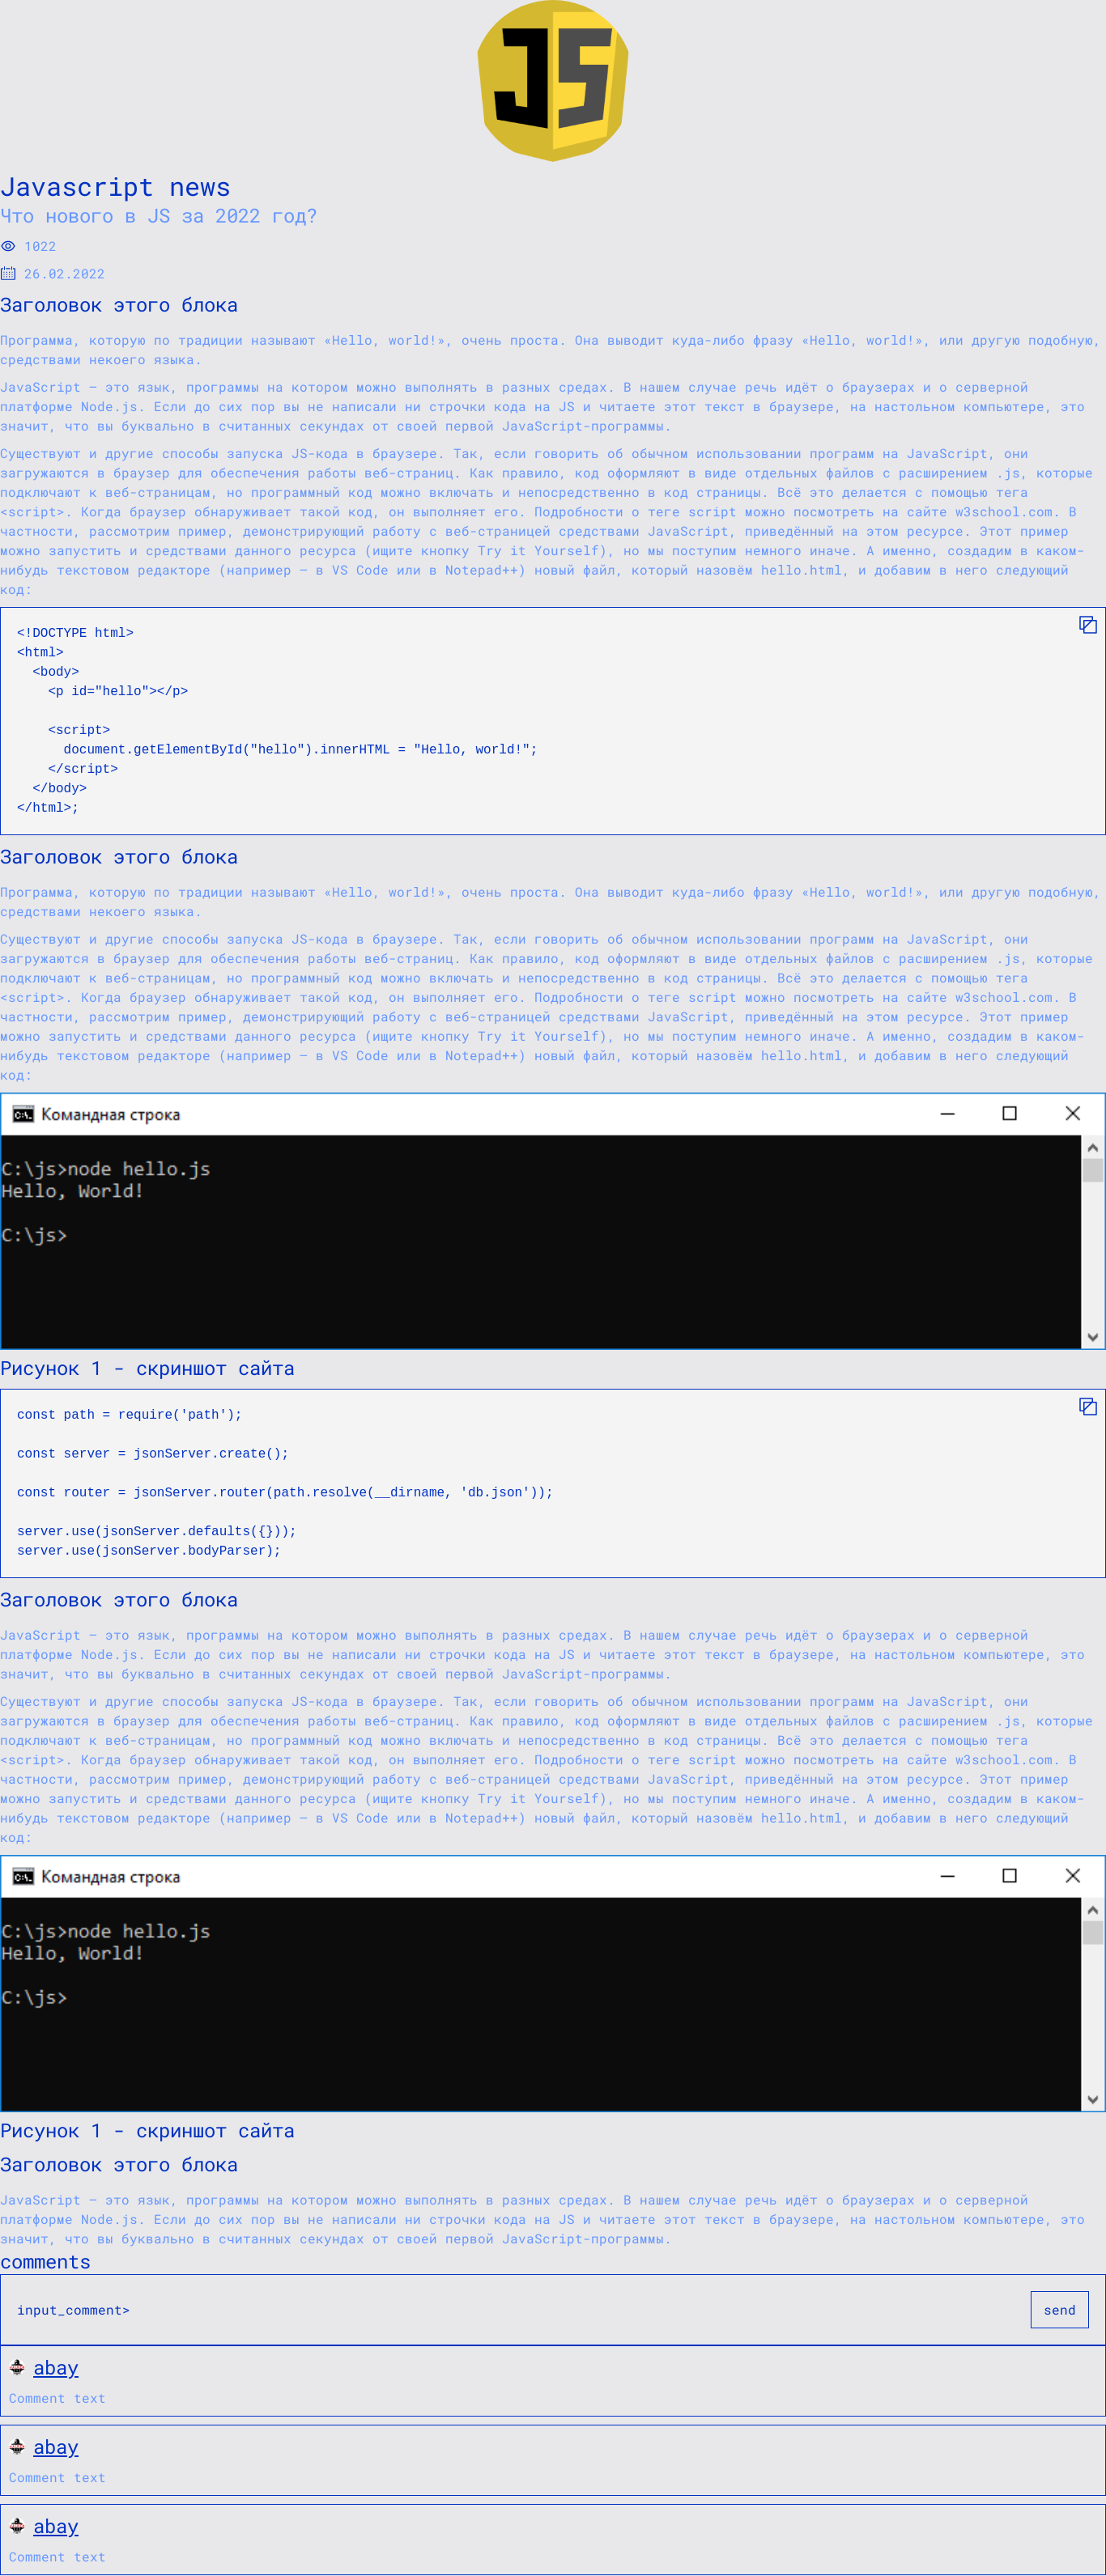 JS
Javascript news
Что нового в JS за 2022 год?
1022
26.02.2022
Заголовок этого блока
Программа, которую по традиции называют «Hello, world!», очень проста. Она выводит куда-либо фразу «Hello, world!», или другую подобную,
средствами некоего языка.
JavaScript — это язык, программы на котором можно выполнять в разных средах. В нашем случае речь идёт о браузерах и о серверной
платформе Node.js. Если до сих пор вы не написали ни строчки кода на JS и читаете этот текст в браузере, на настольном компьютере, это
значит, что вы буквально в считанных секундах от своей первой JavaScript-программы.
Существуют и другие способы запуска JS-кода в браузере. Так, если говорить об обычном использовании программ на JavaScript, они
загружаются в браузер для обеспечения работы веб-страниц. Как правило, код оформляют в виде отдельных файлов с расширением .js, которые
подключают к веб-страницам, но программный код можно включать и непосредственно в код страницы. Всё это делается с помощью тега
<script>. Когда браузер обнаруживает такой код, он выполняет его. Подробности о теге script можно посмотреть на сайте w3school.com. В
частности, рассмотрим пример, демонстрирующий работу с веб-страницей средствами JavaScript, приведённый на этом ресурсе. Этот пример
можно запустить и средствами данного ресурса (ищите кнопку Try it Yourself), но мы поступим немного иначе. А именно, создадим в каком-
нибудь текстовом редакторе (например — в VS Code или в Notepad++) новый файл, который назовём hello.html, и добавим в него следующий
код:
<!DOCTYPE html>
<html>
  <body>
    <p id="hello"></p>

    <script>
      document.getElementById("hello").innerHTML = "Hello, world!";
    </script>
  </body>
</html>;
Заголовок этого блока
Программа, которую по традиции называют «Hello, world!», очень проста. Она выводит куда-либо фразу «Hello, world!», или другую подобную,
средствами некоего языка.
Существуют и другие способы запуска JS-кода в браузере. Так, если говорить об обычном использовании программ на JavaScript, они
загружаются в браузер для обеспечения работы веб-страниц. Как правило, код оформляют в виде отдельных файлов с расширением .js, которые
подключают к веб-страницам, но программный код можно включать и непосредственно в код страницы. Всё это делается с помощью тега
<script>. Когда браузер обнаруживает такой код, он выполняет его. Подробности о теге script можно посмотреть на сайте w3school.com. В
частности, рассмотрим пример, демонстрирующий работу с веб-страницей средствами JavaScript, приведённый на этом ресурсе. Этот пример
можно запустить и средствами данного ресурса (ищите кнопку Try it Yourself), но мы поступим немного иначе. А именно, создадим в каком-
нибудь текстовом редакторе (например — в VS Code или в Notepad++) новый файл, который назовём hello.html, и добавим в него следующий
код:
Командная строка
C:\js>node hello.js
Hello, World!
C:\js>
Рисунок 1 - скриншот сайта
const path = require('path');

const server = jsonServer.create();

const router = jsonServer.router(path.resolve(__dirname, 'db.json'));

server.use(jsonServer.defaults({}));
server.use(jsonServer.bodyParser);
Заголовок этого блока
JavaScript — это язык, программы на котором можно выполнять в разных средах. В нашем случае речь идёт о браузерах и о серверной
платформе Node.js. Если до сих пор вы не написали ни строчки кода на JS и читаете этот текст в браузере, на настольном компьютере, это
значит, что вы буквально в считанных секундах от своей первой JavaScript-программы.
Существуют и другие способы запуска JS-кода в браузере. Так, если говорить об обычном использовании программ на JavaScript, они
загружаются в браузер для обеспечения работы веб-страниц. Как правило, код оформляют в виде отдельных файлов с расширением .js, которые
подключают к веб-страницам, но программный код можно включать и непосредственно в код страницы. Всё это делается с помощью тега
<script>. Когда браузер обнаруживает такой код, он выполняет его. Подробности о теге script можно посмотреть на сайте w3school.com. В
частности, рассмотрим пример, демонстрирующий работу с веб-страницей средствами JavaScript, приведённый на этом ресурсе. Этот пример
можно запустить и средствами данного ресурса (ищите кнопку Try it Yourself), но мы поступим немного иначе. А именно, создадим в каком-
нибудь текстовом редакторе (например — в VS Code или в Notepad++) новый файл, который назовём hello.html, и добавим в него следующий
код:
Командная строка
C:\js>node hello.js
Hello, World!
C:\js>
Рисунок 1 - скриншот сайта
Заголовок этого блока
JavaScript — это язык, программы на котором можно выполнять в разных средах. В нашем случае речь идёт о браузерах и о серверной
платформе Node.js. Если до сих пор вы не написали ни строчки кода на JS и читаете этот текст в браузере, на настольном компьютере, это
значит, что вы буквально в считанных секундах от своей первой JavaScript-программы.
comments
input_comment> send
abay
Comment text
abay
Comment text
abay
Comment text